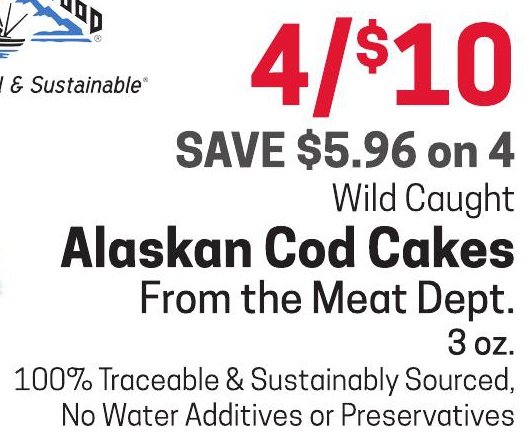 & Sustainable®
4/$10
SAVE $5.96 on 4
Wild Caught
Alaskan Cod Cakes
From the Meat Dept.
3 oz.
100% Traceable & Sustainably Sourced,
No Water Additives or Preservatives